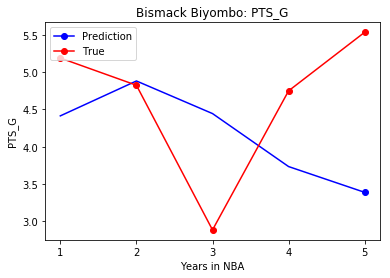 Bismack Biyombo: PTS_G
Prediction
True
PTS_G
5.5
5.0
4.5
4.0
3.5
3.0
1 2 3 4 5
Years in NBA